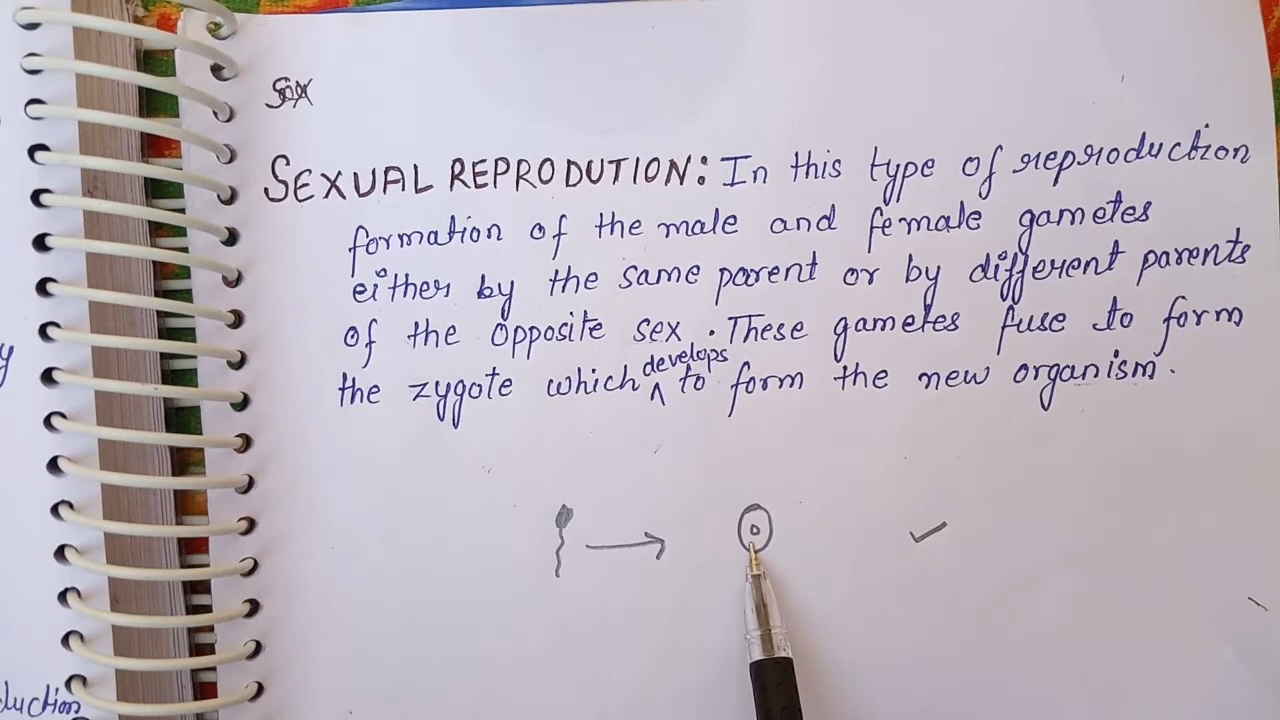 SEXUAL REPRODUTION: In this type of reproduction
formation of the male and female gametes
either by the same parent or by different parents
of the opposite sex. These gametes fuse to form
the zygote which ^ develops to form the new organism.
y
duction